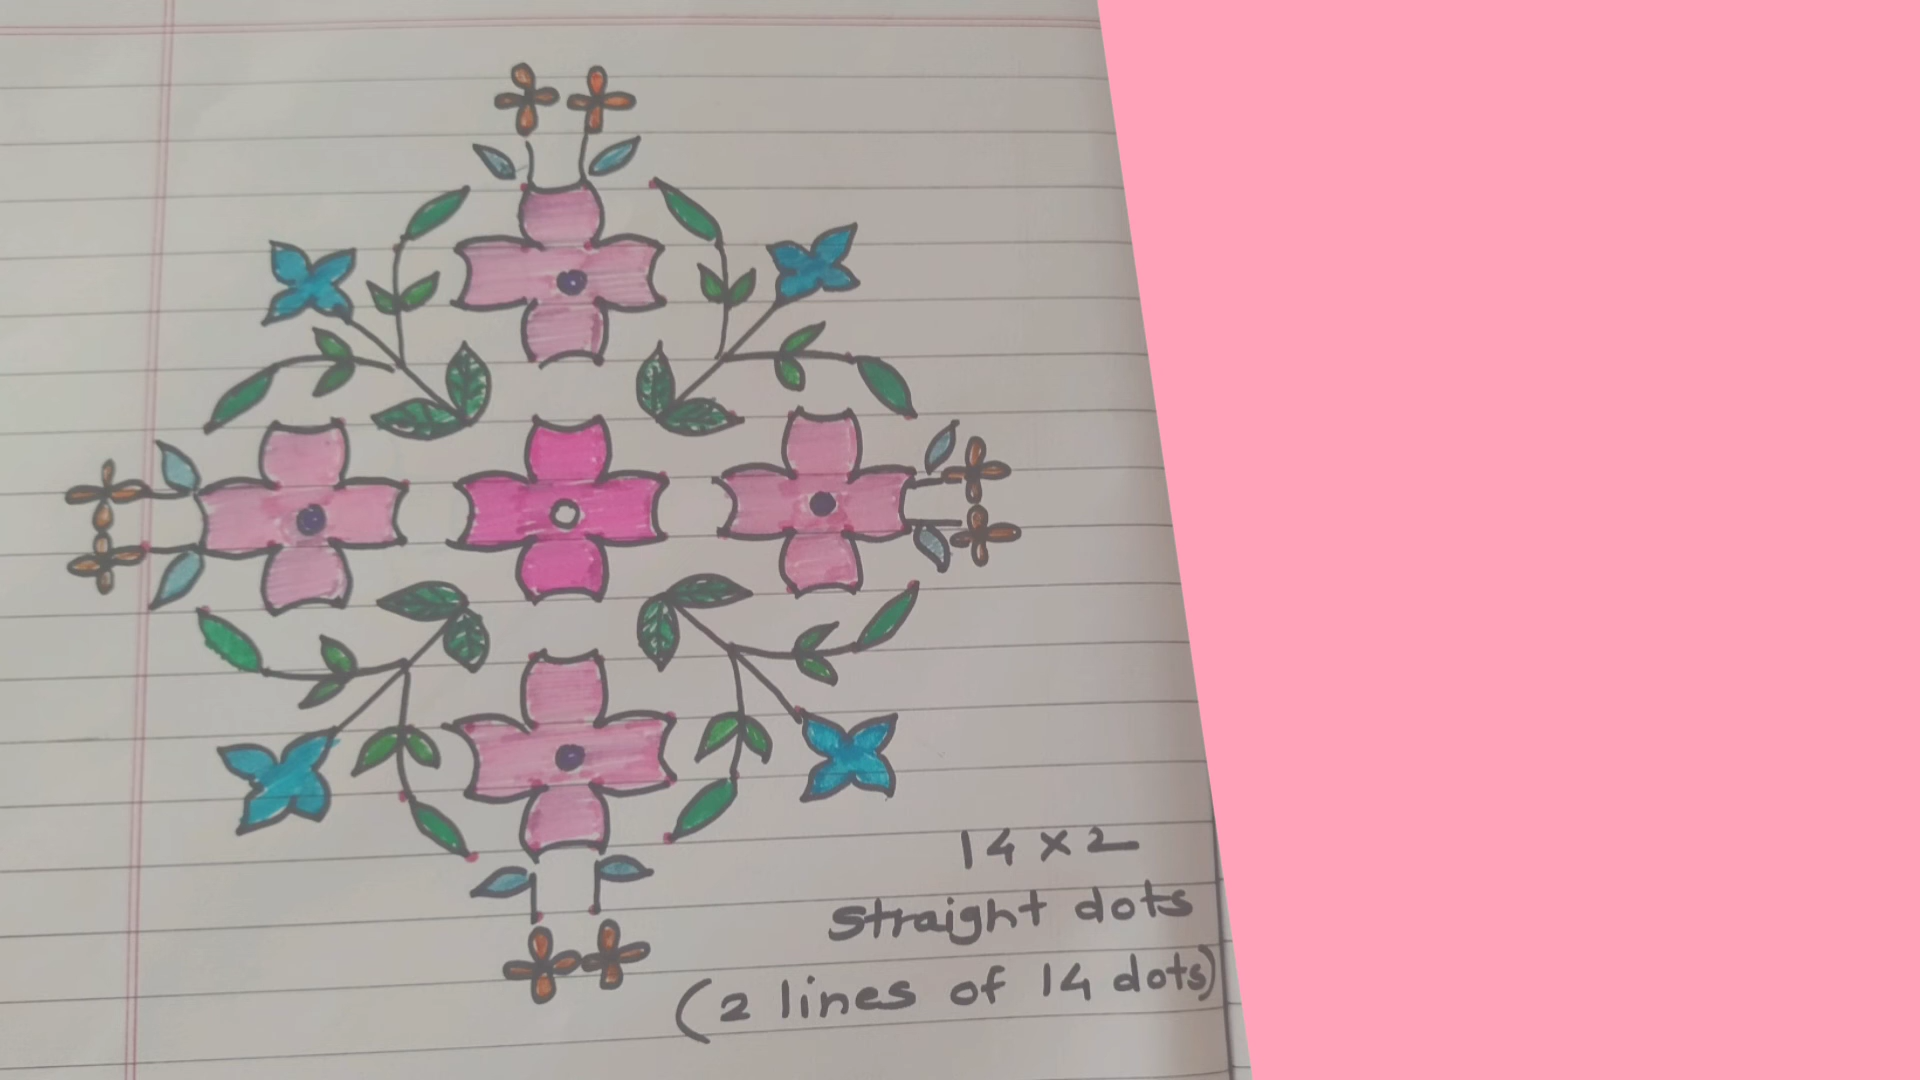 14 x 2
straight dots
(2 lines of 14 dots)